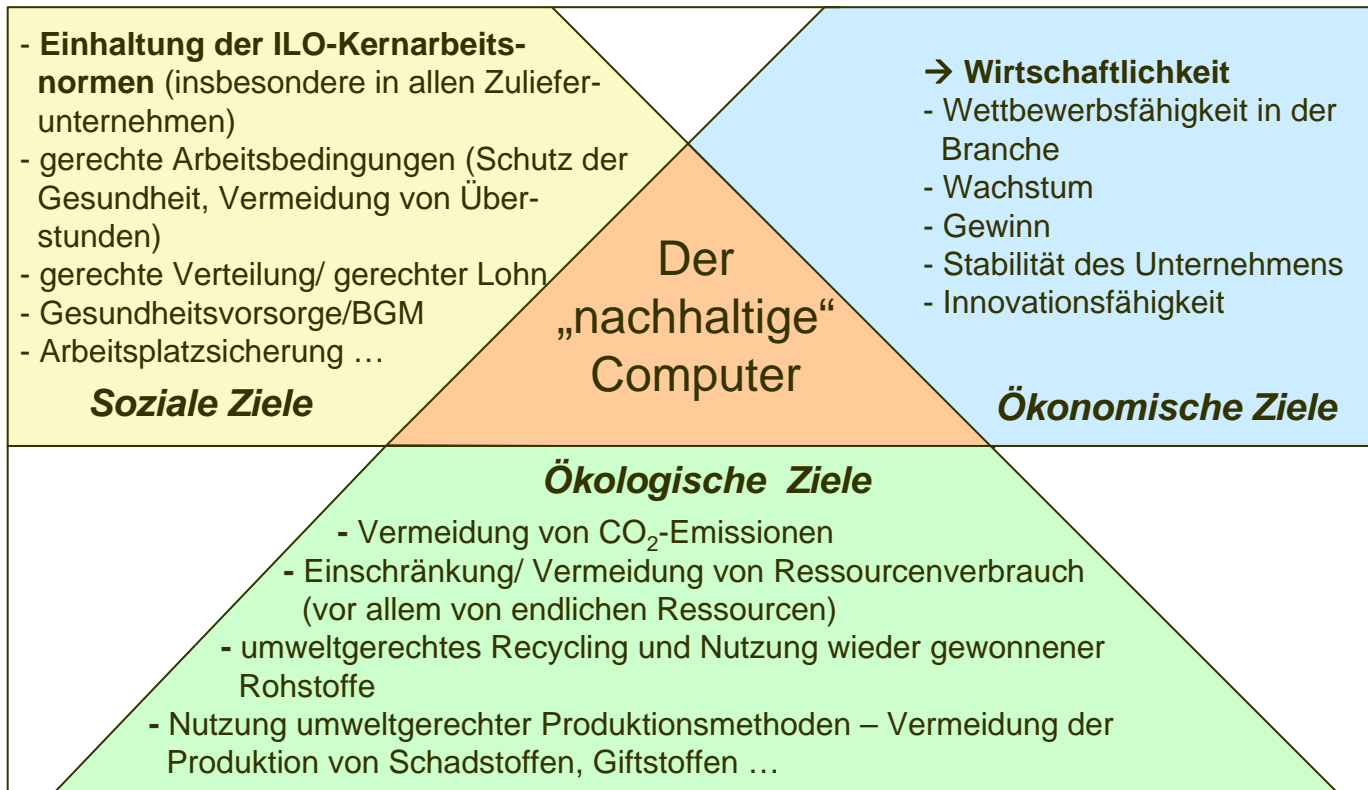 - Einhaltung der ILO-Kernarbeits-
normen (insbesondere in allen Zuliefer-
unternehmen)
- gerechte Arbeitsbedingungen (Schutz der
Gesundheit, Vermeidung von Über-
stunden)
- gerechte Verteilung/ gerechter Lohn
- Gesundheitsvorsorge/BGM
- Arbeitsplatzsicherung …
Soziale Ziele
Der
„nachhaltige“
Computer
→ Wirtschaftlichkeit
- Wettbewerbsfähigkeit in der
Branche
- Wachstum
- Gewinn
- Stabilität des Unternehmens
- Innovationsfähigkeit
Ökonomische Ziele
Ökologische Ziele
- Vermeidung von CO₂-Emissionen
- Einschränkung/ Vermeidung von Ressourcenverbrauch
(vor allem von endlichen Ressourcen)
- umweltgerechtes Recycling und Nutzung wieder gewonnener
Rohstoffe
- Nutzung umweltgerechter Produktionsmethoden – Vermeidung der
Produktion von Schadstoffen, Giftstoffen …